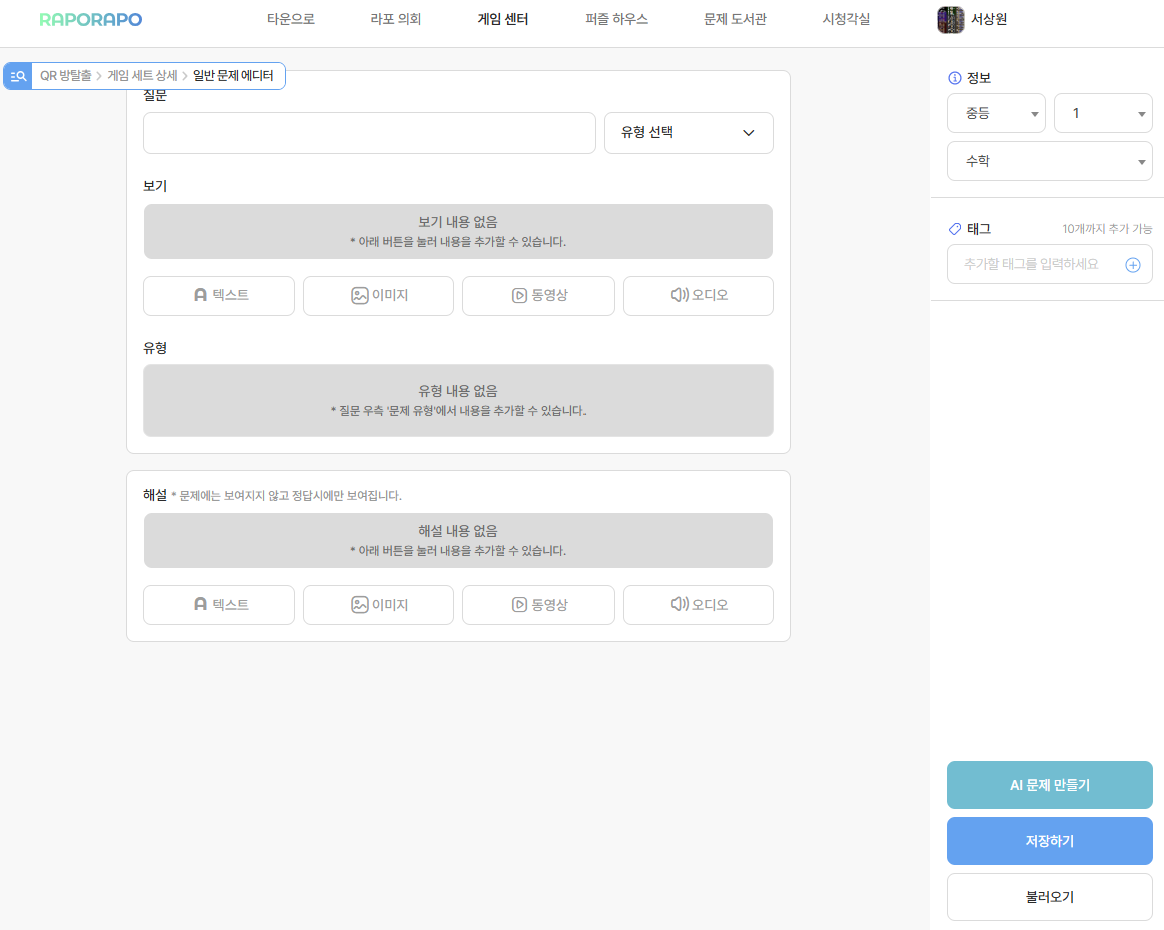 RAPORAPO
타운으로
라포 의회
게임 센터
퍼즐 하우스
문제 도서관
시청각실
서상원
QR 방탈출 > 게임 세트 상세 > 일반 문제 에디터
질문
유형 선택
보기
보기 내용 없음
* 아래 버튼을 눌러 내용을 추가할 수 있습니다.
텍스트
이미지
동영상
오디오
유형
유형 내용 없음
* 질문 우측 '문제 유형'에서 내용을 추가할 수 있습니다..
해설 * 문제에는 보여지지 않고 정답시에만 보여집니다.
해설 내용 없음
* 아래 버튼을 눌러 내용을 추가할 수 있습니다.
텍스트
이미지
동영상
오디오
정보
중등
1
수학
태그
10개까지 추가 가능
추가할 태그를 입력하세요
AI 문제 만들기
저장하기
불러오기